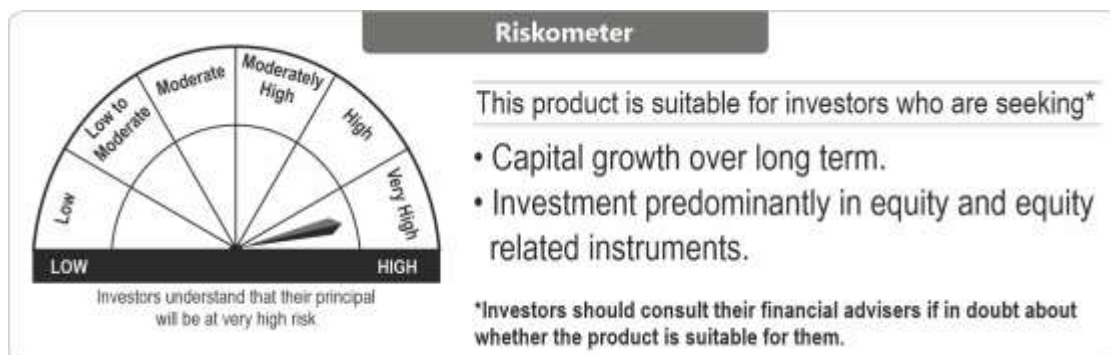 Riskometer
Low
Low to
Moderate
Moderate
Moderately
High
High
Very High
LOW
HIGH
Investors understand that their principal
will be at very high risk
This product is suitable for investors who are seeking*
• Capital growth over long term.
• Investment predominantly in equity and equity
related instruments.
*Investors should consult their financial advisers if in doubt about
whether the product is suitable for them.